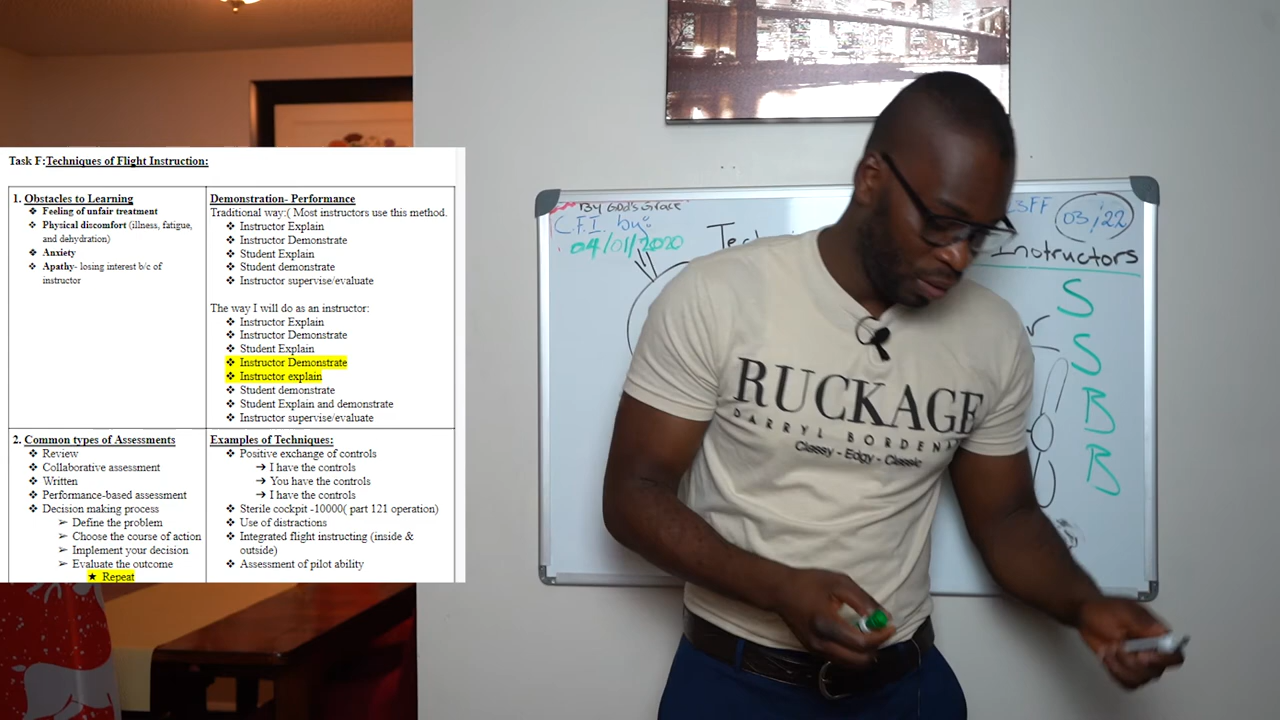 Task F:Techniques of Flight Instruction:
1. Obstacles to Learning
❖ Feeling of unfair treatment
❖ Physical discomfort (illness, fatigue,
and dehydration)
❖ Anxiety
❖ Apathy- losing interest b/c of
instructor
Demonstration- Performance
Traditional way:( Most instructors use this method.
❖ Instructor Explain
❖ Instructor Demonstrate
❖ Student Explain
❖ Student demonstrate
❖ Instructor supervise/evaluate
The way I will do as an instructor:
❖ Instructor Explain
❖ Instructor Demonstrate
❖ Student Explain
❖ Instructor Demonstrate
❖ Instructor explain
❖ Student demonstrate
❖ Student Explain and demonstrate
❖ Instructor supervise/evaluate
2. Common types of Assessments
❖ Review
❖ Collaborative assessment
❖ Written
❖ Performance-based assessment
❖ Decision making process
➢ Define the problem
➢ Choose the course of action
➢ Implement your decision
➢ Evaluate the outcome
★ Repeat
Examples of Techniques:
❖ Positive exchange of controls
➔ I have the controls
➔ You have the controls
➔ I have the controls
❖ Sterile cockpit -10000( part 121 operation)
❖ Use of distractions
❖ Integrated flight instructing (inside &
outside)
❖ Assessment of pilot ability
By God's Grace
C.F.I. by:
04/01/2020
03/22
Instructors
S
S
B
R
RUCKAGE
DARRYL BORDENA
Classy - Edgy - Classic